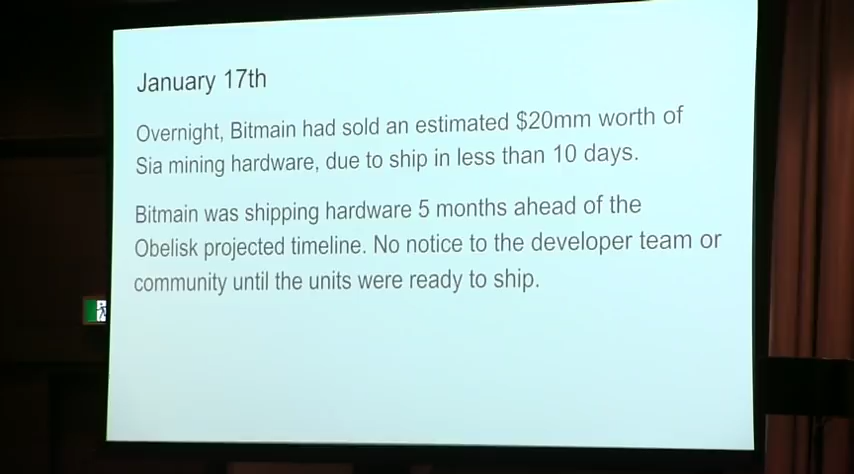 January 17th
Overnight, Bitmain had sold an estimated $20mm worth of
Sia mining hardware, due to ship in less than 10 days.
Bitmain was shipping hardware 5 months ahead of the
Obelisk projected timeline. No notice to the developer team or
community until the units were ready to ship.